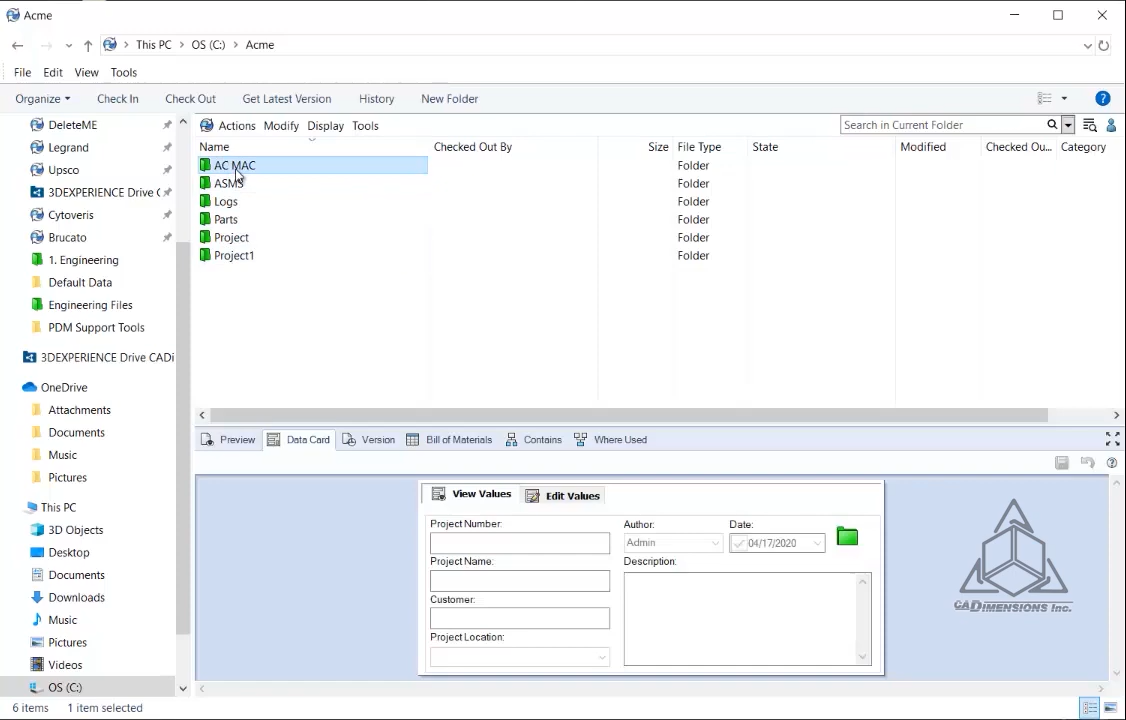 Acme
This PC > OS (C:) > Acme
File Edit View Tools
Organize Check In Check Out Get Latest Version History New Folder
DeleteME
Legrand
Upsco
3DEXPERIENCE Drive (
Cytoveris
Brucato
1. Engineering
Default Data
Engineering Files
PDM Support Tools
3DEXPERIENCE Drive CADi
OneDrive
Attachments
Documents
Music
Pictures
This PC
3D Objects
Desktop
Documents
Downloads
Music
Pictures
Videos
OS (C:)
Actions Modify Display Tools
Search in Current Folder
Name Checked Out By Size File Type State Modified Checked Ou... Category
AC MAC Folder
ASMS Folder
Logs Folder
Parts Folder
Project Folder
Project1 Folder
Preview Data Card Version Bill of Materials Contains Where Used
View Values Edit Values
Project Number:
Project Name:
Customer:
Project Location:
Author:
Admin
Date:
04/17/2020
Description:
CADIMENSIONS Inc.
6 items 1 item selected